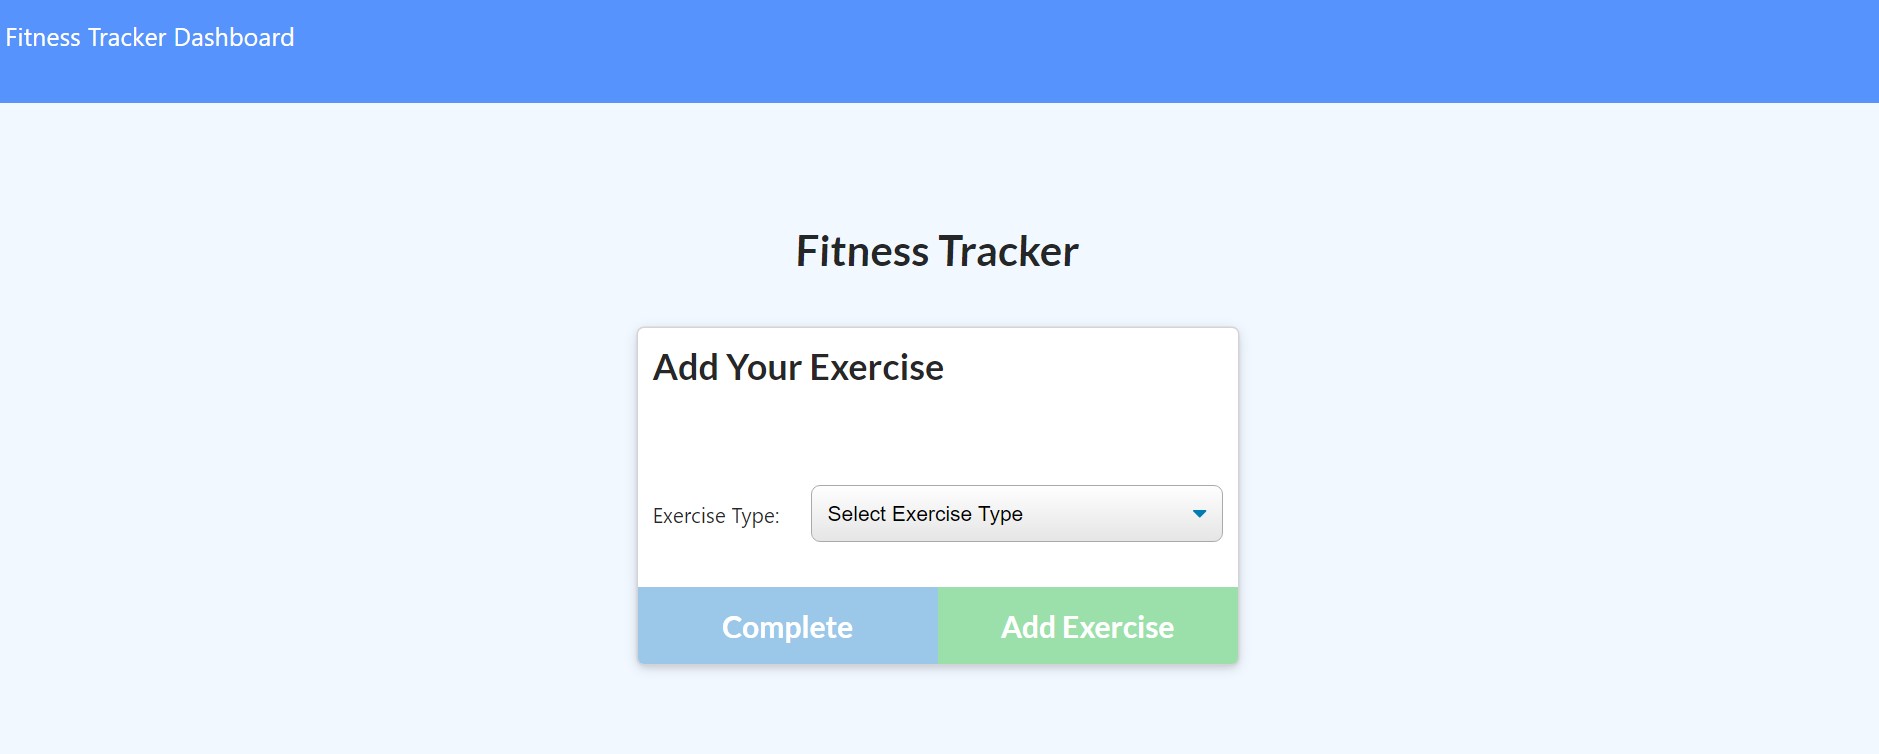 Fitness Tracker Dashboard
Fitness Tracker
Add Your Exercise
Exercise Type: Select Exercise Type
Complete Add Exercise